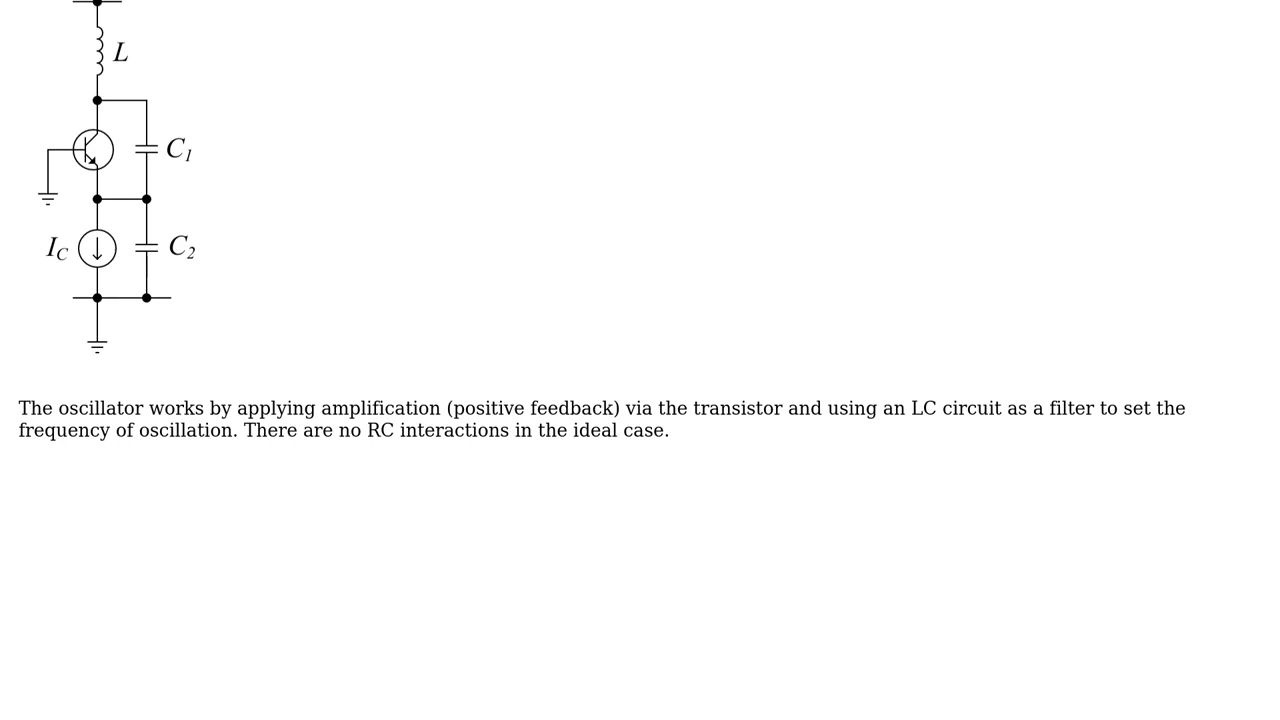 L
C1
IC
C2
The oscillator works by applying amplification (positive feedback) via the transistor and using an LC circuit as a filter to set the
frequency of oscillation. There are no RC interactions in the ideal case.